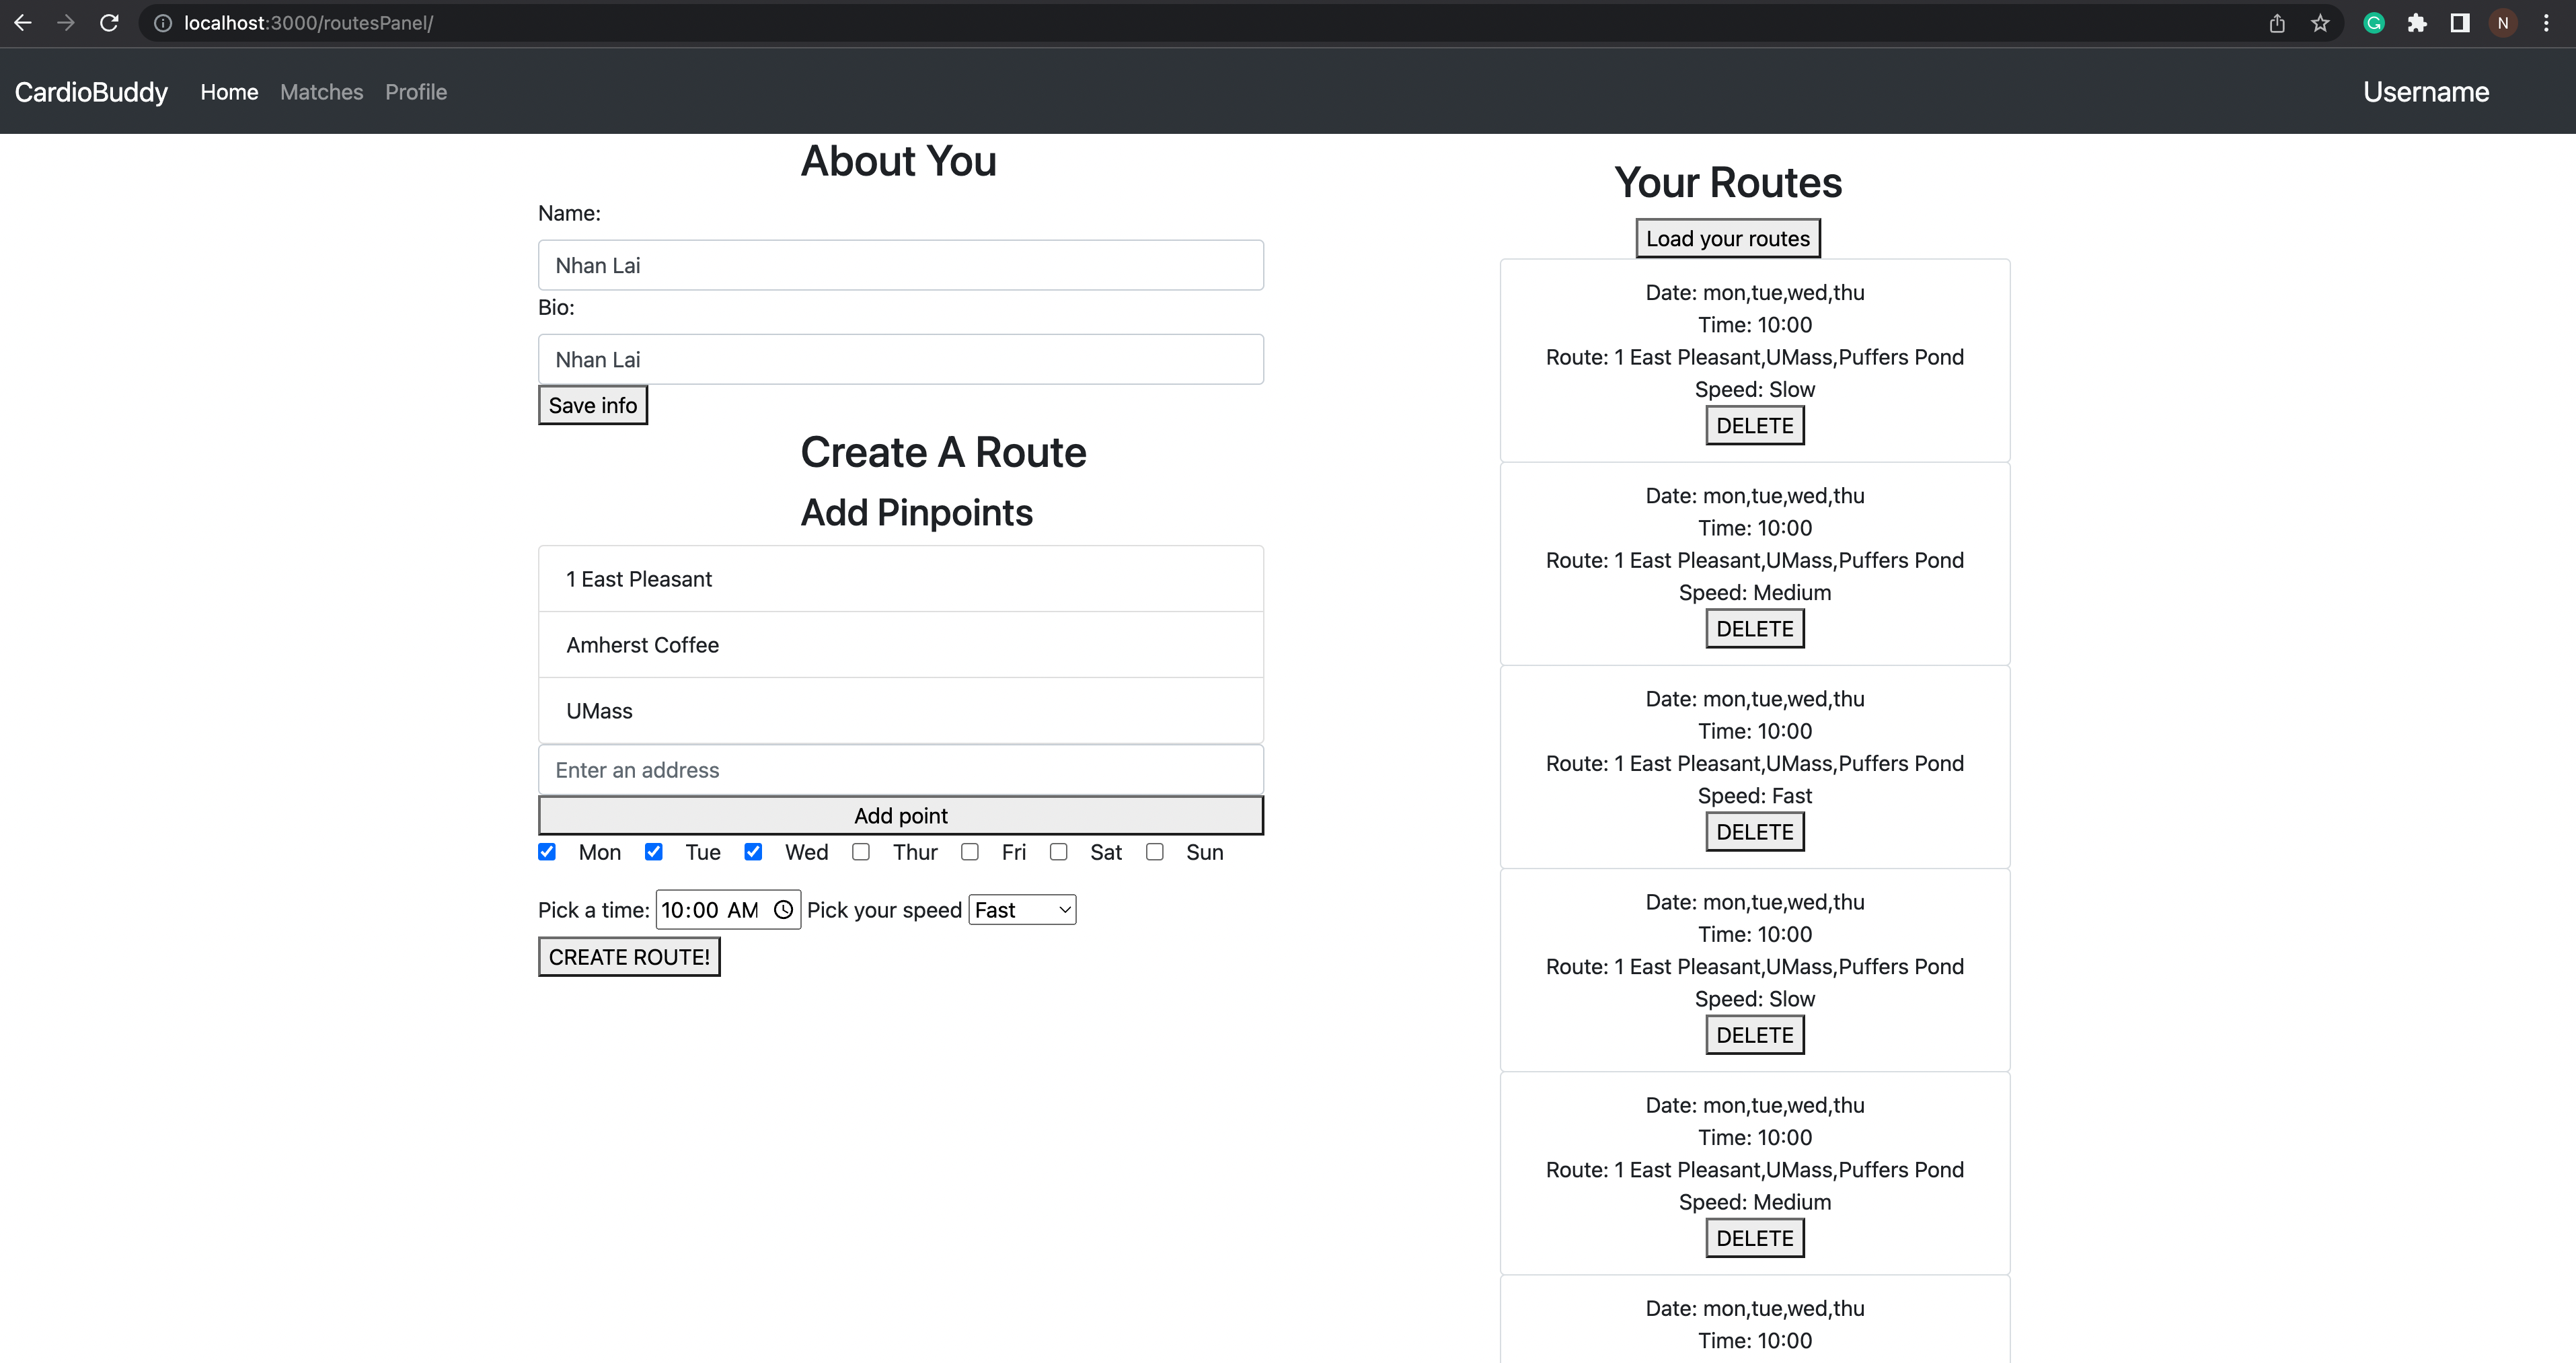 localhost:3000/routesPanel/
N
CardioBuddy Home Matches Profile Username
About You
Name:
Nhan Lai
Bio:
Nhan Lai
Save info
Create A Route
Add Pinpoints
1 East Pleasant
Amherst Coffee
UMass
Enter an address
Add point
Mon Tue Wed Thur Fri Sat Sun
Pick a time: 10:00 AM Pick your speed Fast
CREATE ROUTE!
Your Routes
Load your routes
Date: mon,tue,wed,thu
Time: 10:00
Route: 1 East Pleasant,UMass,Puffers Pond
Speed: Slow
DELETE
Date: mon,tue,wed,thu
Time: 10:00
Route: 1 East Pleasant,UMass,Puffers Pond
Speed: Medium
DELETE
Date: mon,tue,wed,thu
Time: 10:00
Route: 1 East Pleasant,UMass,Puffers Pond
Speed: Fast
DELETE
Date: mon,tue,wed,thu
Time: 10:00
Route: 1 East Pleasant,UMass,Puffers Pond
Speed: Slow
DELETE
Date: mon,tue,wed,thu
Time: 10:00
Route: 1 East Pleasant,UMass,Puffers Pond
Speed: Medium
DELETE
Date: mon,tue,wed,thu
Time: 10:00